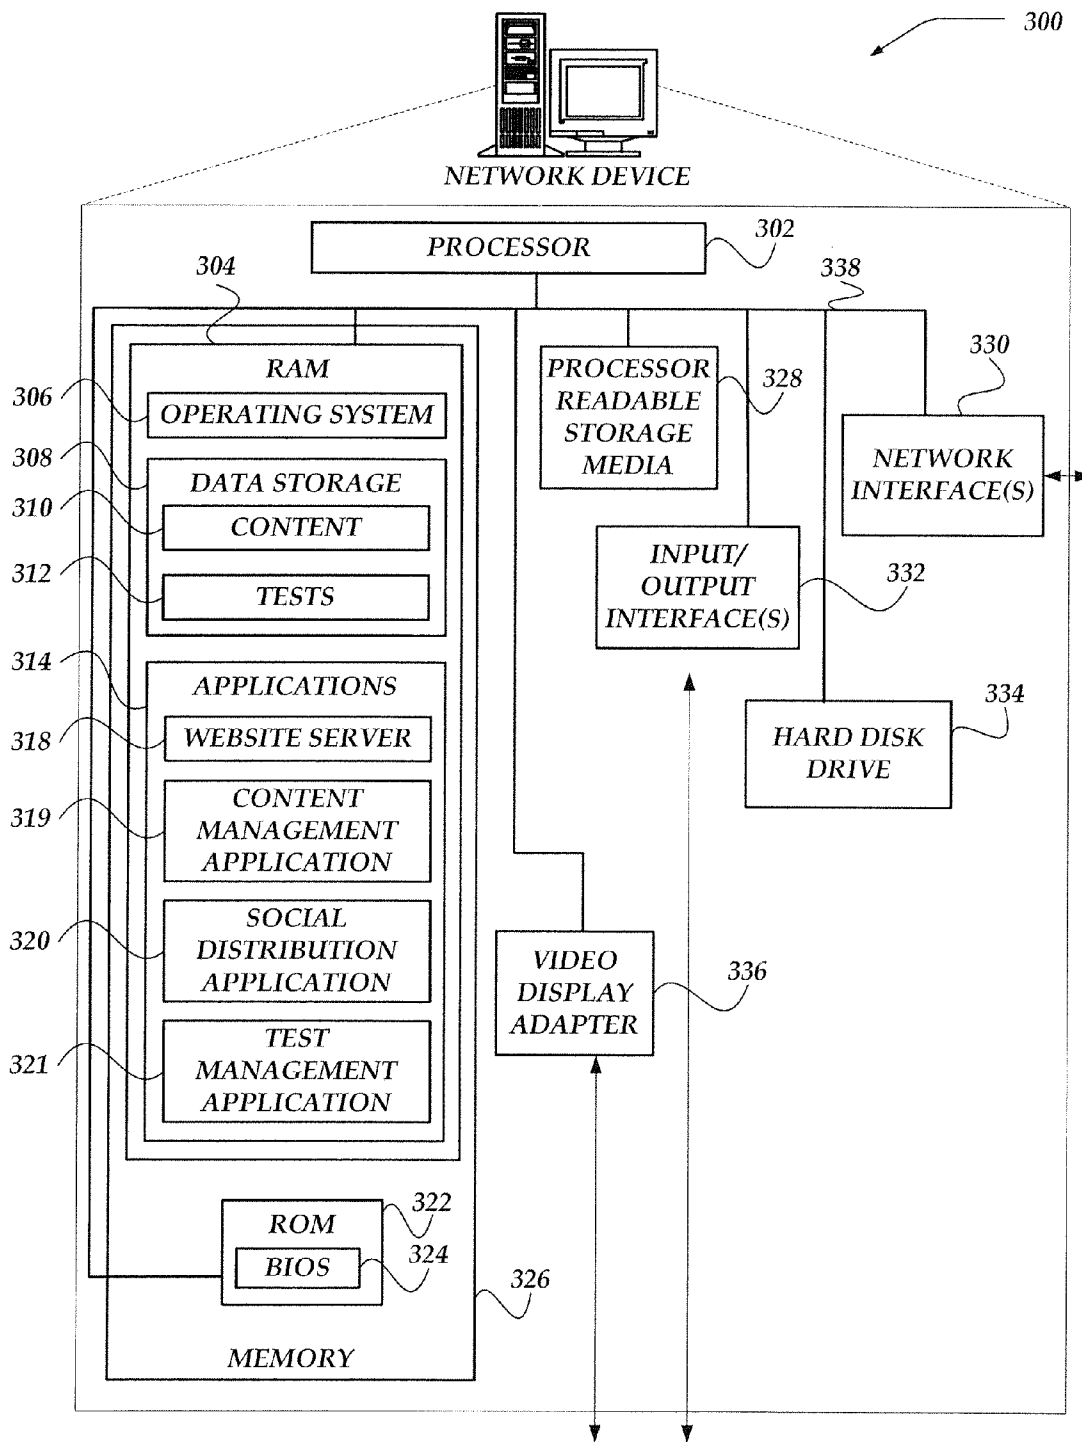 300
NETWORK DEVICE
PROCESSOR
302
304
338
RAM
306
OPERATING SYSTEM
308
DATA STORAGE
310
CONTENT
312
TESTS
314
APPLICATIONS
318
WEBSITE SERVER
319
CONTENT
MANAGEMENT
APPLICATION
320
SOCIAL
DISTRIBUTION
APPLICATION
321
TEST
MANAGEMENT
APPLICATION
322
ROM
324
BIOS
326
MEMORY
PROCESSOR
READABLE
STORAGE
MEDIA
328
330
NETWORK
INTERFACE(S)
INPUT/
OUTPUT
INTERFACE(S)
332
334
HARD DISK
DRIVE
VIDEO
DISPLAY
ADAPTER
336